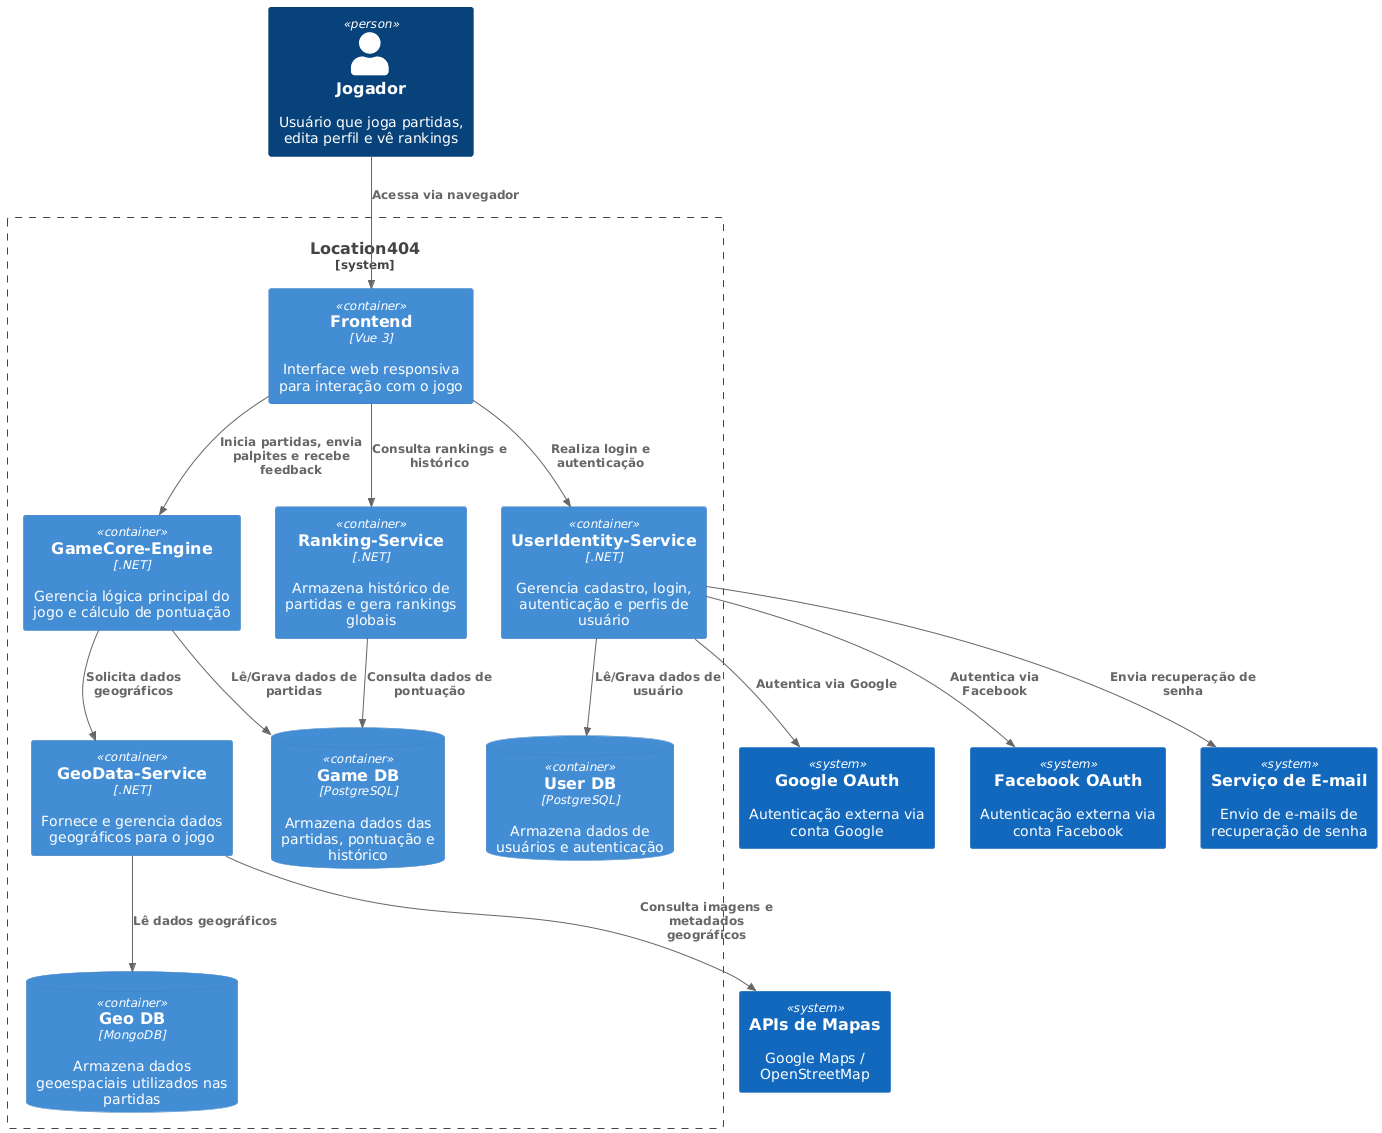 «person»
Jogador
Usuário que joga partidas,
edita perfil e vê rankings
Acessa via navegador
Location404
[system]
«container»
Frontend
[Vue 3]
Interface web responsiva
para interação com o jogo
Inicia partidas, envia
palpites e recebe
feedback
Consulta rankings e
histórico
Realiza login e
autenticação
«container»
GameCore-Engine
[.NET]
Gerencia lógica principal do
jogo e cálculo de pontuação
«container»
Ranking-Service
[.NET]
Armazena histórico de
partidas e gera rankings
globais
«container»
UserIdentity-Service
[.NET]
Gerencia cadastro, login,
autenticação e perfis de
usuário
Solicita dados
geográficos
Lê/Grava dados de
partidas
Consulta dados de
pontuação
Lê/Grava dados de
usuário
Autentica via Google
Autentica via
Facebook
Envia recuperação de
senha
«container»
GeoData-Service
[.NET]
Fornece e gerencia dados
geográficos para o jogo
«container»
Game DB
[PostgreSQL]
Armazena dados das
partidas, pontuação e
histórico
«container»
User DB
[PostgreSQL]
Armazena dados de
usuários e autenticação
«system»
Google OAuth
Autenticação externa via
conta Google
«system»
Facebook OAuth
Autenticação externa via
conta Facebook
«system»
Serviço de E-mail
Envio de e-mails de
recuperação de senha
Lê dados geográficos
Consulta imagens e
metadados
geográficos
«container»
Geo DB
[MongoDB]
Armazena dados
geoespaciais utilizados nas
partidas
«system»
APIs de Mapas
Google Maps /
OpenStreetMap